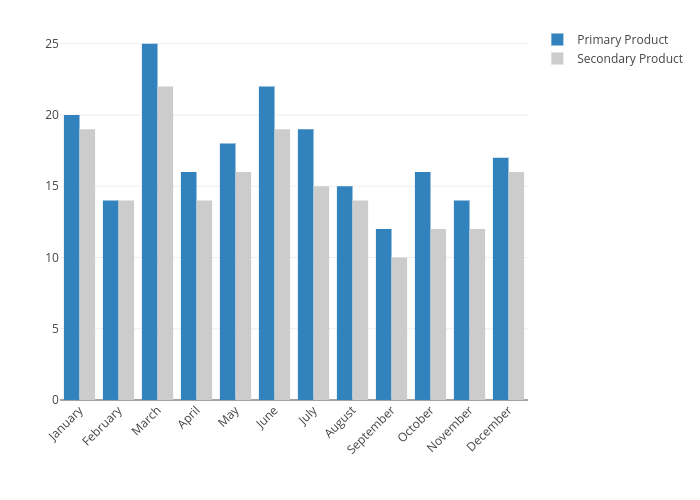 25
20
15
10
5
0
January
February
March
April
May
June
July
August
September
October
November
December
Primary Product
Secondary Product